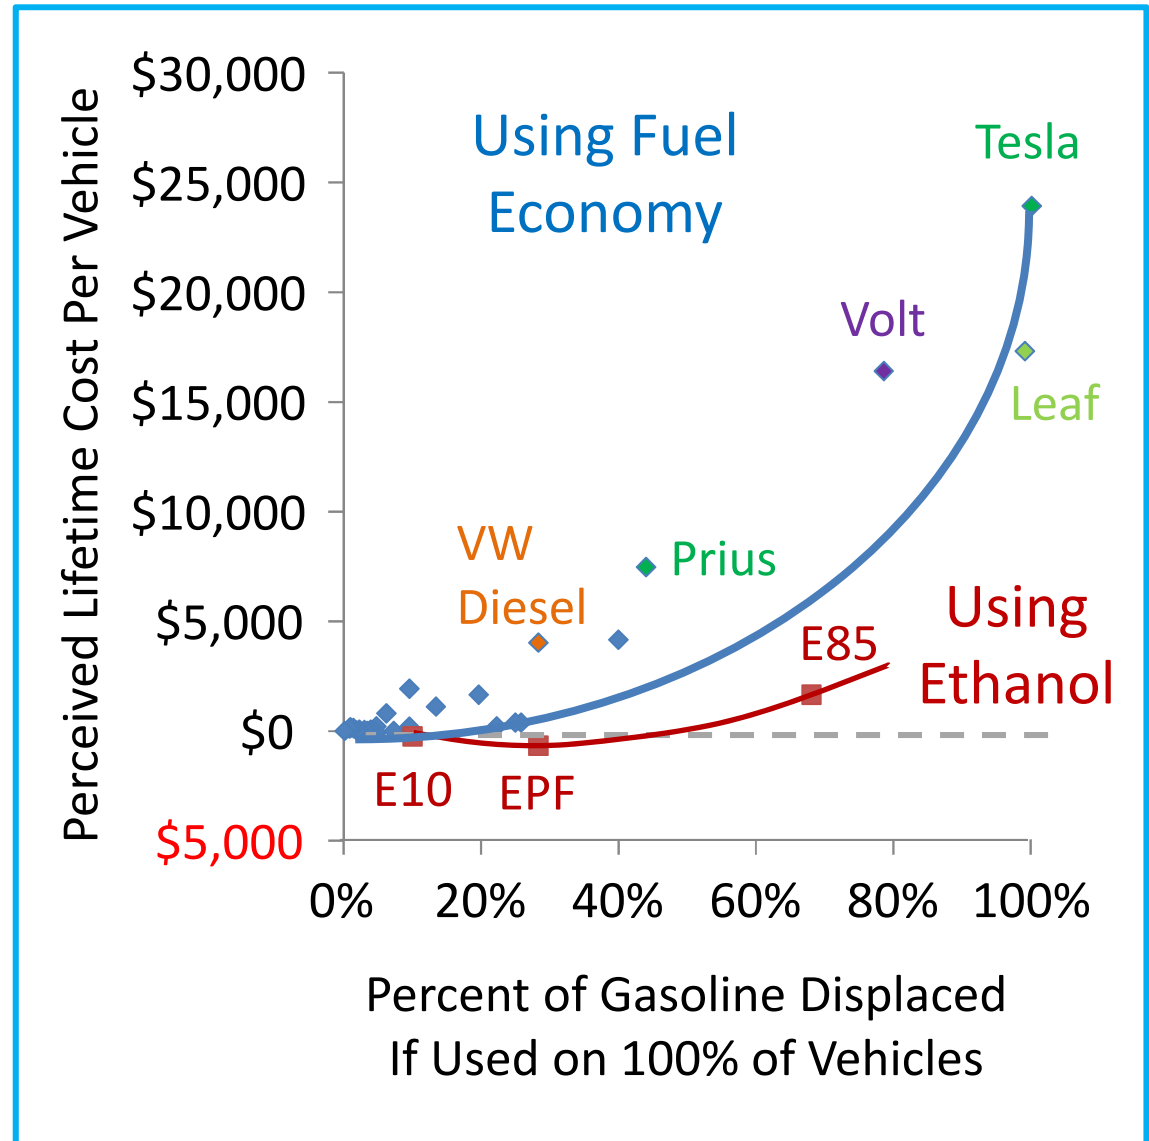 Perceived Lifetime Cost Per Vehicle
$30,000
$25,000
$20,000
$15,000
$10,000
$5,000
$0
$5,000
Using Fuel
Economy
Tesla
Volt
Leaf
VW
Diesel
Prius
Using
Ethanol
E85
E10
EPF
0%
20%
40%
60%
80%
100%
Percent of Gasoline Displaced
If Used on 100% of Vehicles